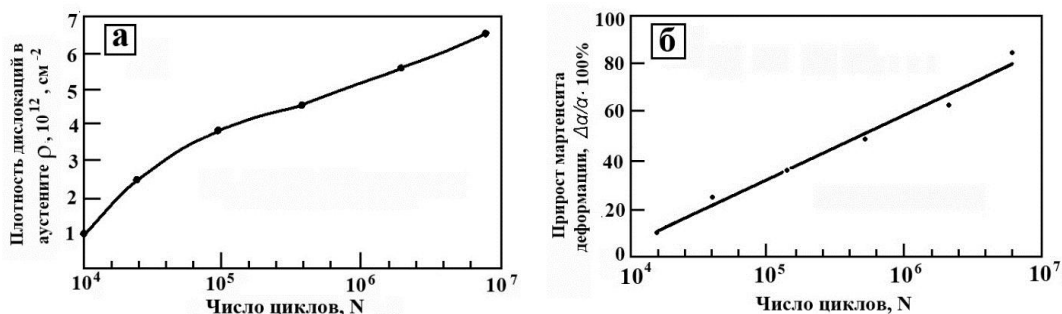 а
Плотность дислокаций в
аустените ρ, 10¹², см⁻²
7
6
5
4
3
2
1
10⁴
10⁵
10⁶
10⁷
Число циклов, N
б
Прирост мартенсита
деформации, Δα/α· 100%
100
80
60
40
20
0
10⁴
10⁵
10⁶
10⁷
Число циклов, N